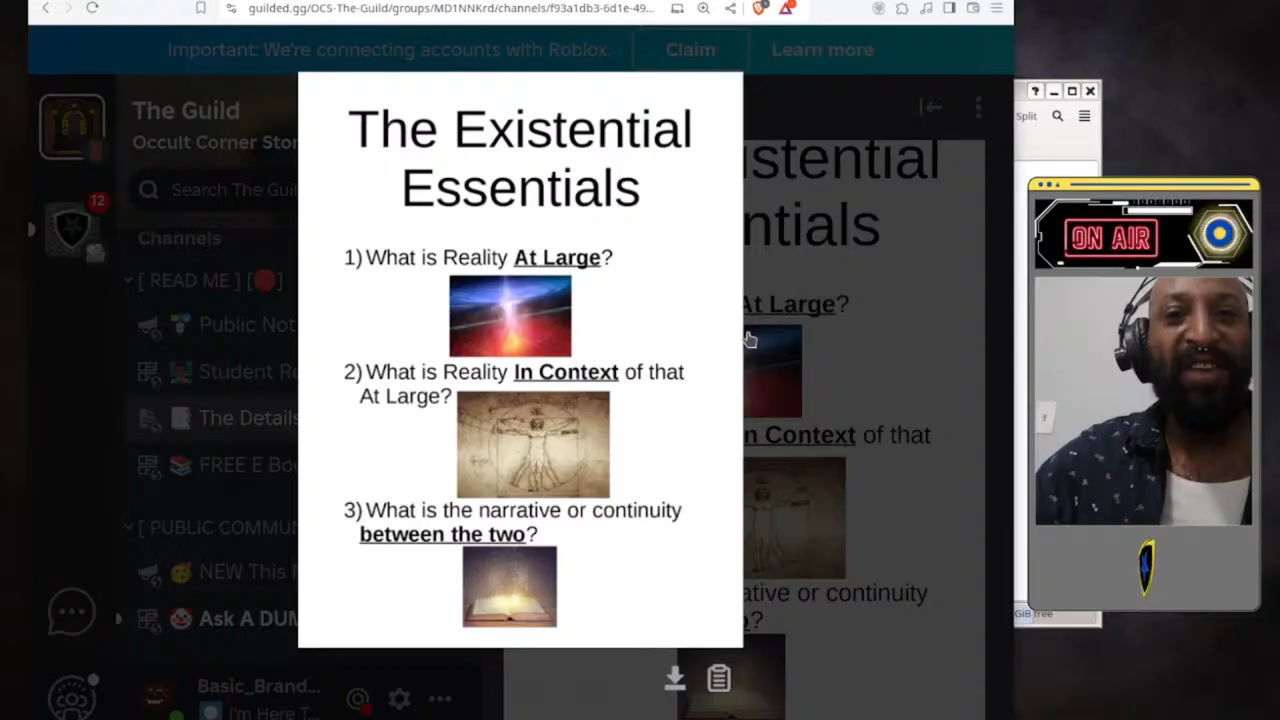 guilded.gg/OCS-The-Guild/groups/MD1NNKrd/channels/f93a1db3-6d1e-49...
Important: We're connecting accounts with Roblox.
Claim
Learn more
The Guild
Occult Corner Stor
Search The Guil
12
Channels
[ READ ME ] [ ]
Public Not
Student Re
The Details
FREE E Bo
[ PUBLIC COMMU
NEW This M
Ask A DUM
Basic_Brand...
I'm Here T...
The Existential
Essentials
1) What is Reality At Large?
2) What is Reality In Context of that
At Large?
3) What is the narrative or continuity
between the two?
istential
ntials
At Large?
n Context of that
ative or continuity
?
Split
GiB free
ON AIR